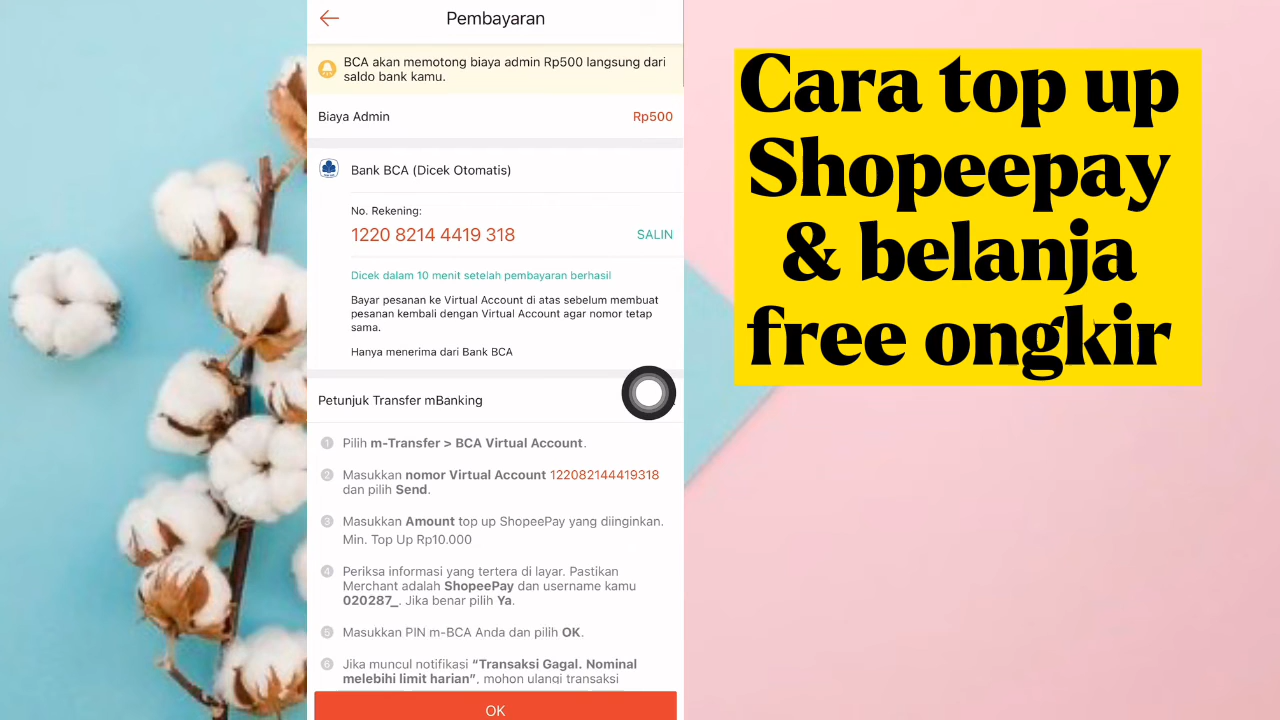 Pembayaran
BCA akan memotong biaya admin Rp500 langsung dari
saldo bank kamu.
Biaya Admin
Rp500
Bank BCA (Dicek Otomatis)
No. Rekening:
1220 8214 4419 318
SALIN
Dicek dalam 10 menit setelah pembayaran berhasil
Bayar pesanan ke Virtual Account di atas sebelum membuat
pesanan kembali dengan Virtual Account agar nomor tetap
sama.
Hanya menerima dari Bank BCA
Petunjuk Transfer mBanking
1 Pilih m-Transfer > BCA Virtual Account.
2 Masukkan nomor Virtual Account 122082144419318
dan pilih Send.
3 Masukkan Amount top up ShopeePay yang diinginkan.
Min. Top Up Rp10.000
4 Periksa informasi yang tertera di layar. Pastikan
Merchant adalah ShopeePay dan username kamu
020287_. Jika benar pilih Ya.
5 Masukkan PIN m-BCA Anda dan pilih OK.
6 Jika muncul notifikasi “Transaksi Gagal. Nominal
melebihi limit harian”, mohon ulangi transaksi
OK
Cara top up
Shopeepay
& belanja
free ongkir